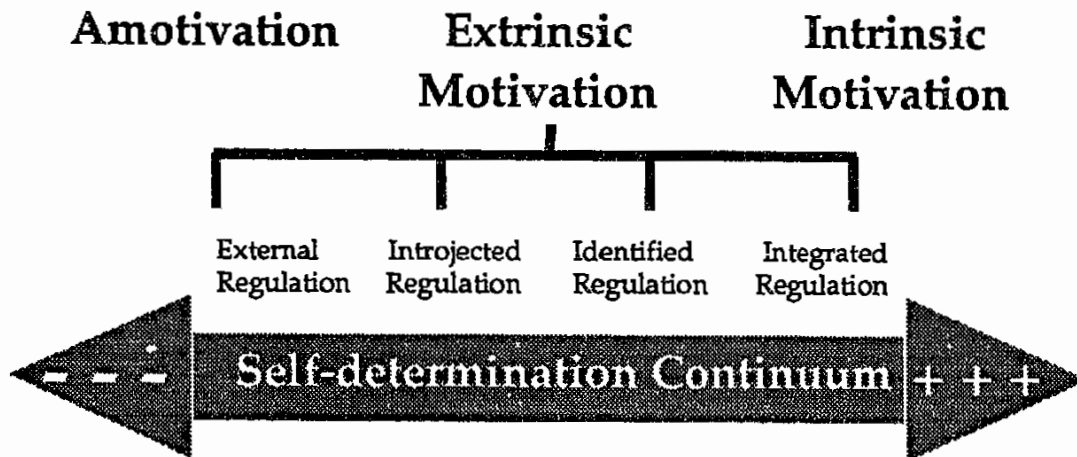 Amotivation
Extrinsic
Motivation
Intrinsic
Motivation
External
Regulation
Introjected
Regulation
Identified
Regulation
Integrated
Regulation
- - - Self-determination Continuum + + +